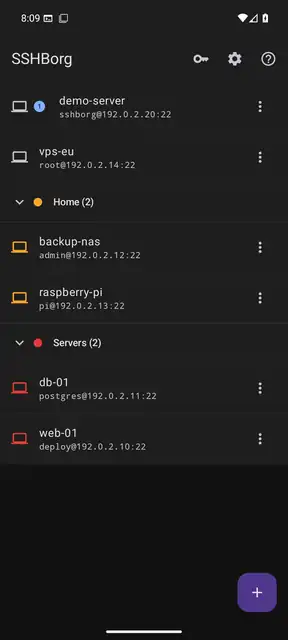 8:09
SSHBorg
1
demo-server
sshborg@192.0.2.20:22
vps-eu
root@192.0.2.14:22
Home (2)
backup-nas
admin@192.0.2.12:22
raspberry-pi
pi@192.0.2.13:22
Servers (2)
db-01
postgres@192.0.2.11:22
web-01
deploy@192.0.2.10:22